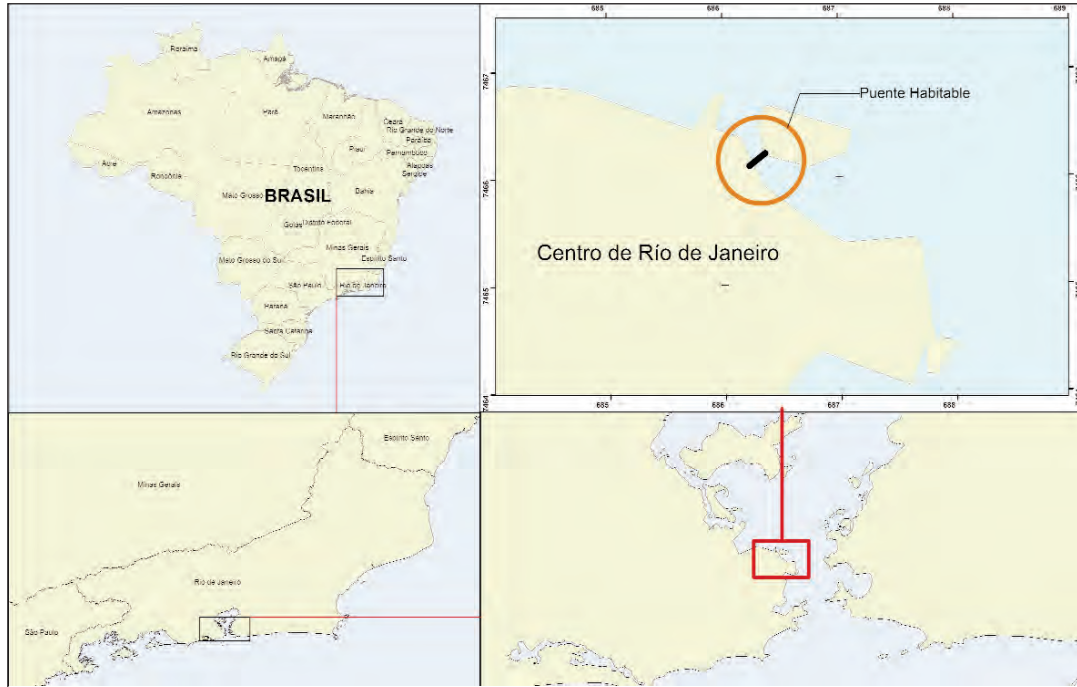 Roraima
Amapá
Amazonas
Pará
Maranhão
Ceará
Rio Grande do Norte
Paraíba
Piauí
Pernambuco
Alagoas
Sergipe
Acre
Rondônia
Tocantins
Mato Grosso
BRASIL
Bahia
Goiás
Distrito Federal
Minas Gerais
Mato Grosso do Sul
Espírito Santo
São Paulo
Rio de Janeiro
Paraná
Santa Catarina
Rio Grande do Sul
685
686
687
688
689
7467
7466
7465
7464
Puente Habitable
Centro de Río de Janeiro
685
686
687
688
Espírito Santo
Minas Gerais
Rio de Janeiro
São Paulo